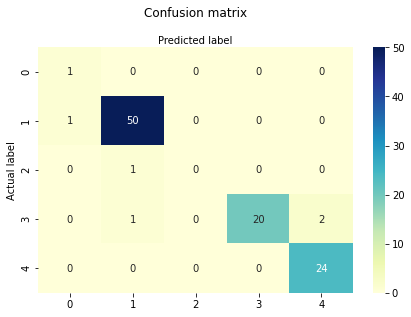 Confusion matrix
Predicted label
Actual label
0 1 0 0 0 0
1 1 50 0 0 0
2 0 1 0 0 0
3 0 1 0 20 2
4 0 0 0 0 24
0 1 2 3 4
50
40
30
20
10
0